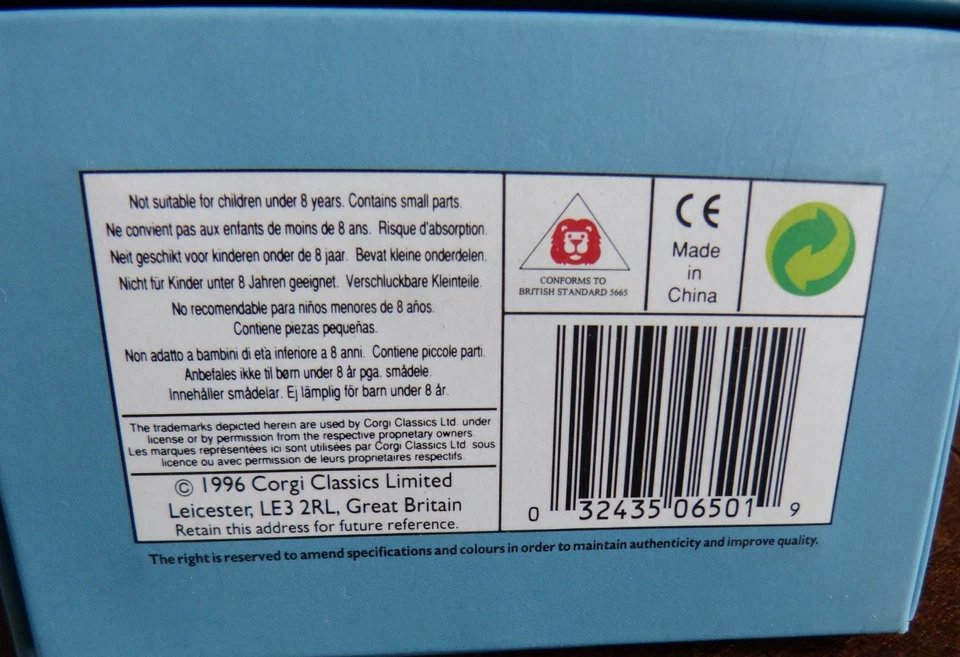 Not suitable for children under 8 years. Contains small parts.
Ne convient pas aux enfants de moins de 8 ans. Risque d'absorption.
Neit geschikt voor kinderen onder de 8 jaar. Bevat kleine onderdelen.
Nicht für Kinder unter 8 Jahren geeignet. Verschluckbare Kleinteile.
No recomendable para niños menores de 8 años.
Contiene piezas pequeñas.
Non adatto a bambini di età inferiore a 8 anni. Contiene piccole parti.
Anbefales ikke til børn under 8 år pga. smådele.
Innehåller smådelar. Ej lämplig för barn under 8 år.
The trademarks depicted herein are used by Corgi Classics Ltd. under
license or by permission from the respective proprietary owners.
Les marques représentées ici sont utilisées par Corgi Classics Ltd. sous
licence ou avec permission de leurs propriétaires respectifs.
© 1996 Corgi Classics Limited
Leicester, LE3 2RL, Great Britain
Retain this address for future reference.
CONFORMS TO
BRITISH STANDARD 5665
CE
Made
in
China
0 32435 06501 9
The right is reserved to amend specifications and colours in order to maintain authenticity and improve quality.